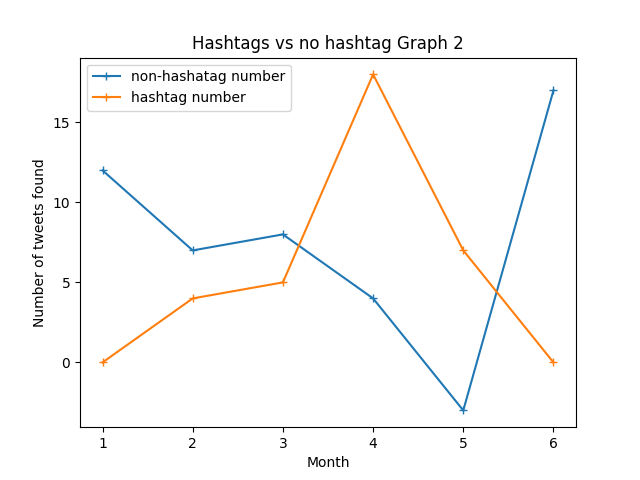 Hashtags vs no hashtag Graph 2
non-hashatag number
hashtag number
Number of tweets found
15
10
5
0
1 2 3 4 5 6
Month